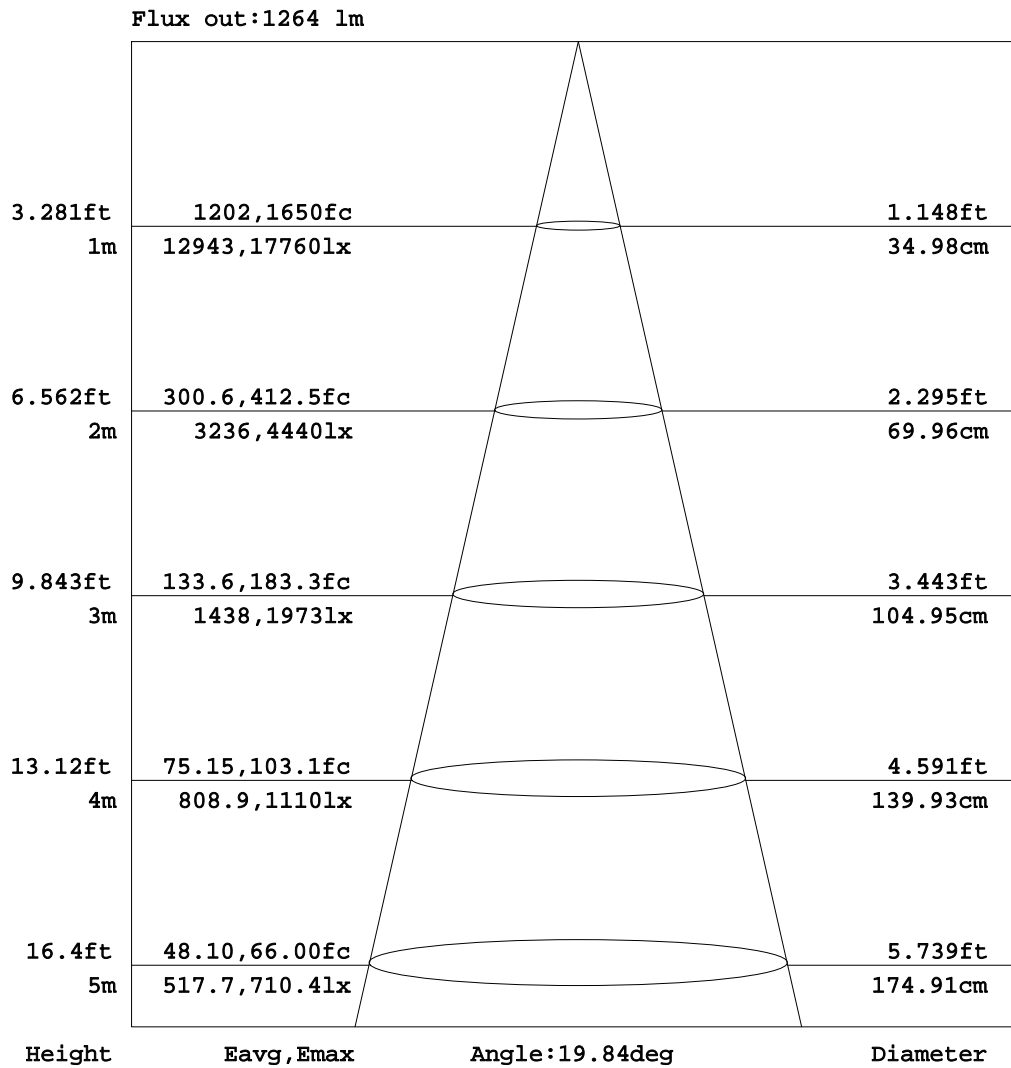 Flux out:1264 lm
3.281ft 1202,1650fc 1.148ft
1m 12943,17760lx 34.98cm
6.562ft 300.6,412.5fc 2.295ft
2m 3236,4440lx 69.96cm
9.843ft 133.6,183.3fc 3.443ft
3m 1438,1973lx 104.95cm
13.12ft 75.15,103.1fc 4.591ft
4m 808.9,1110lx 139.93cm
16.4ft 48.10,66.00fc 5.739ft
5m 517.7,710.4lx 174.91cm
Height Eavg,Emax Angle:19.84deg Diameter